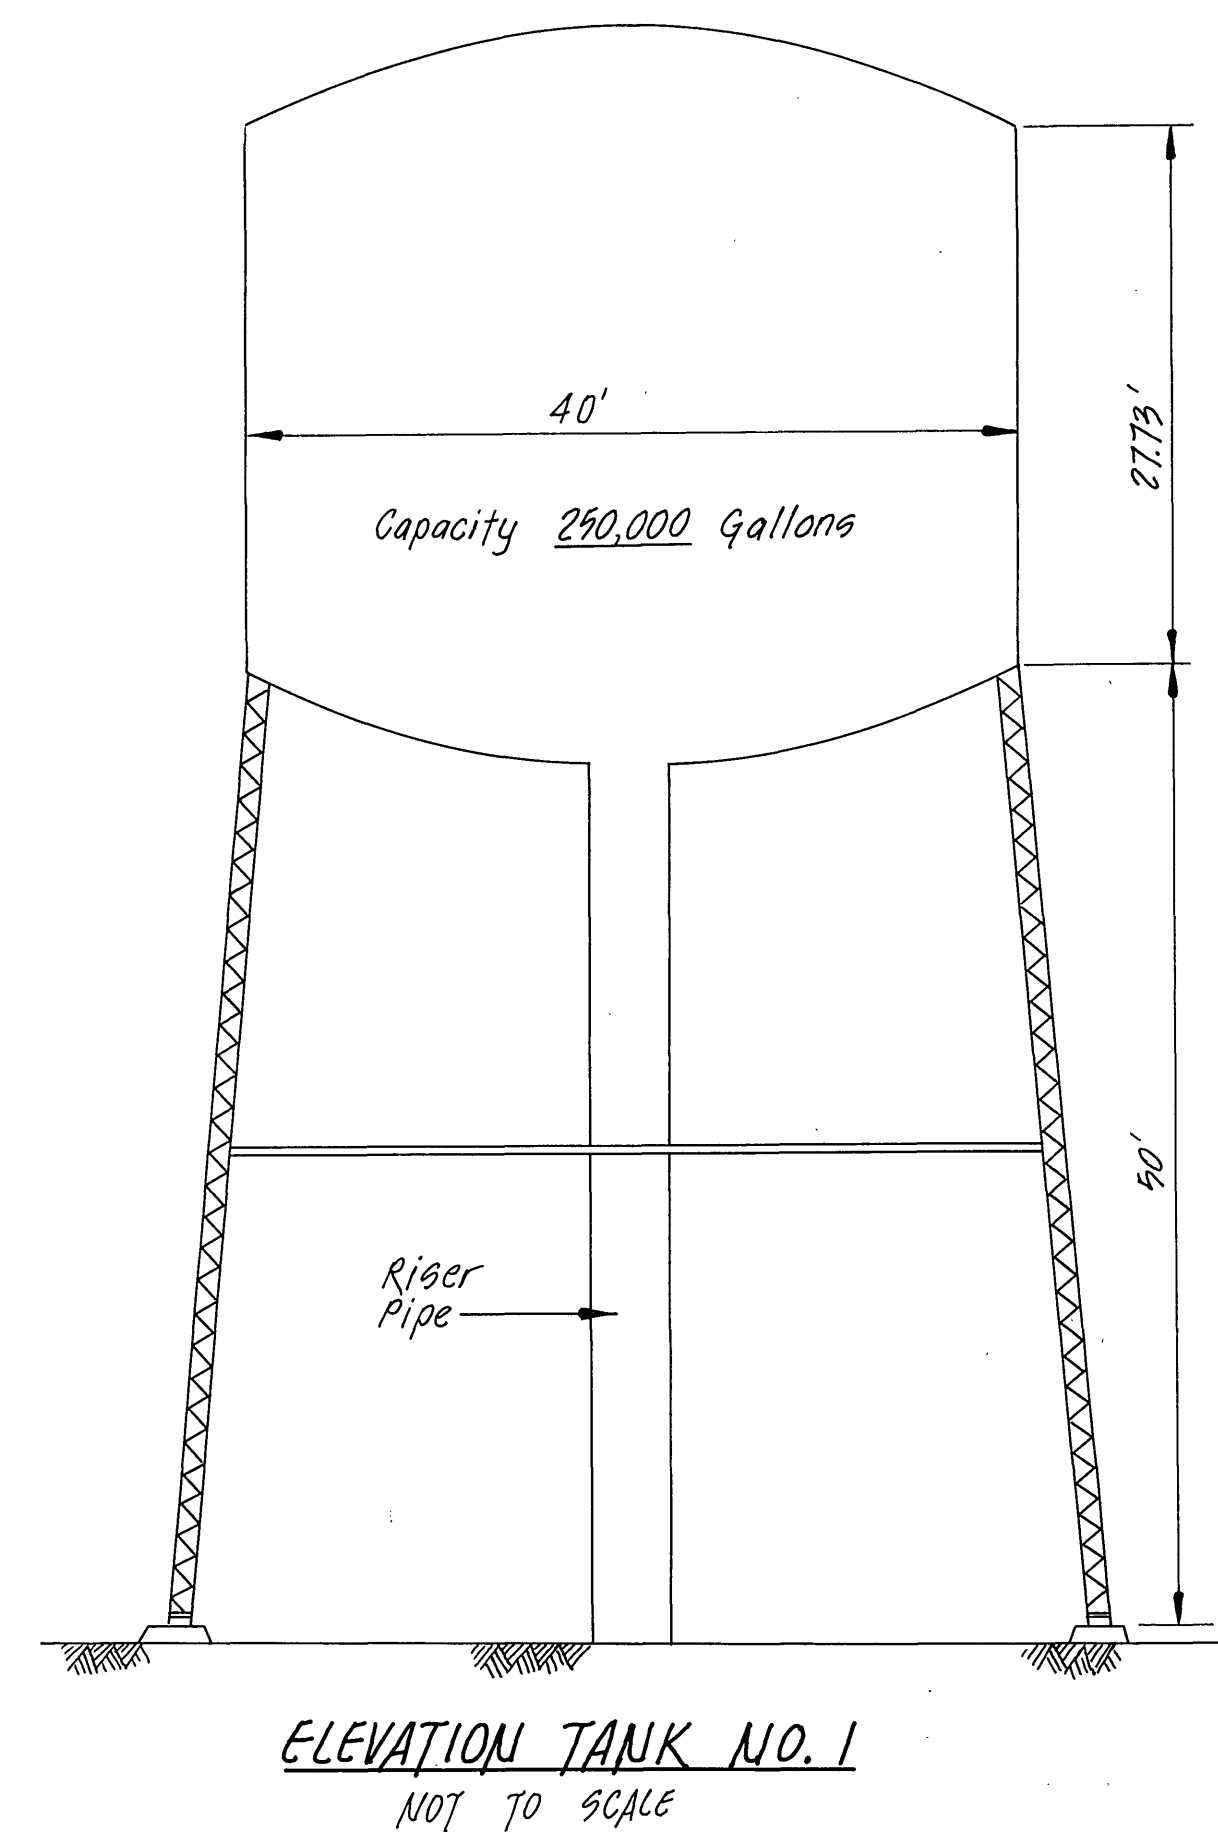 40'
27.73'
Capacity 250,000 Gallons
50'
Riser
Pipe
ELEVATION TANK NO. 1
NOT TO SCALE